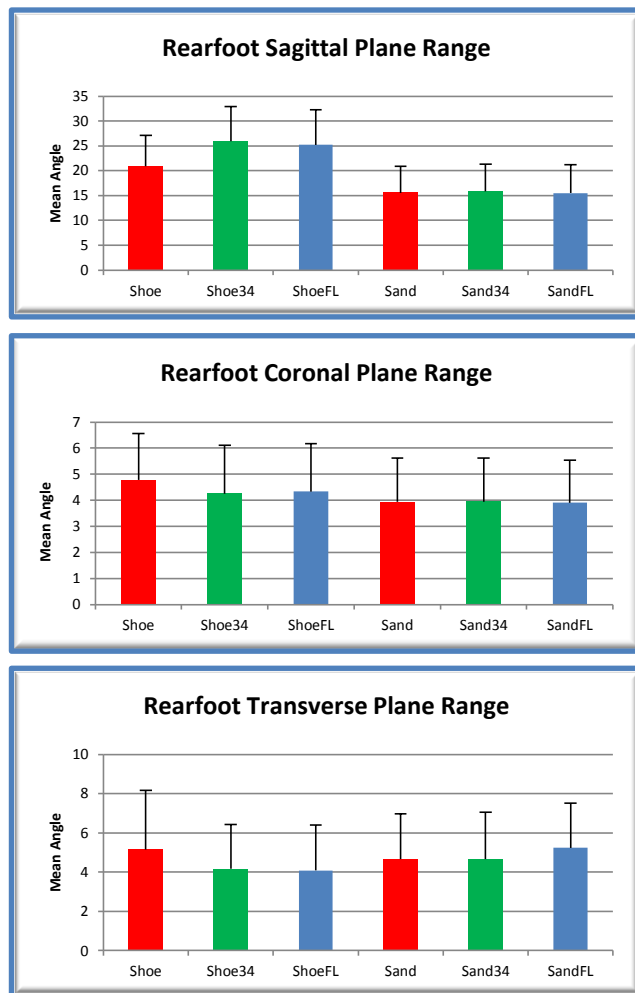 Rearfoot Sagittal Plane Range
Mean Angle
35
30
25
20
15
10
5
0
Shoe Shoe34 ShoeFL Sand Sand34 SandFL
Rearfoot Coronal Plane Range
Mean Angle
7
6
5
4
3
2
1
0
Shoe Shoe34 ShoeFL Sand Sand34 SandFL
Rearfoot Transverse Plane Range
Mean Angle
10
8
6
4
2
0
Shoe Shoe34 ShoeFL Sand Sand34 SandFL